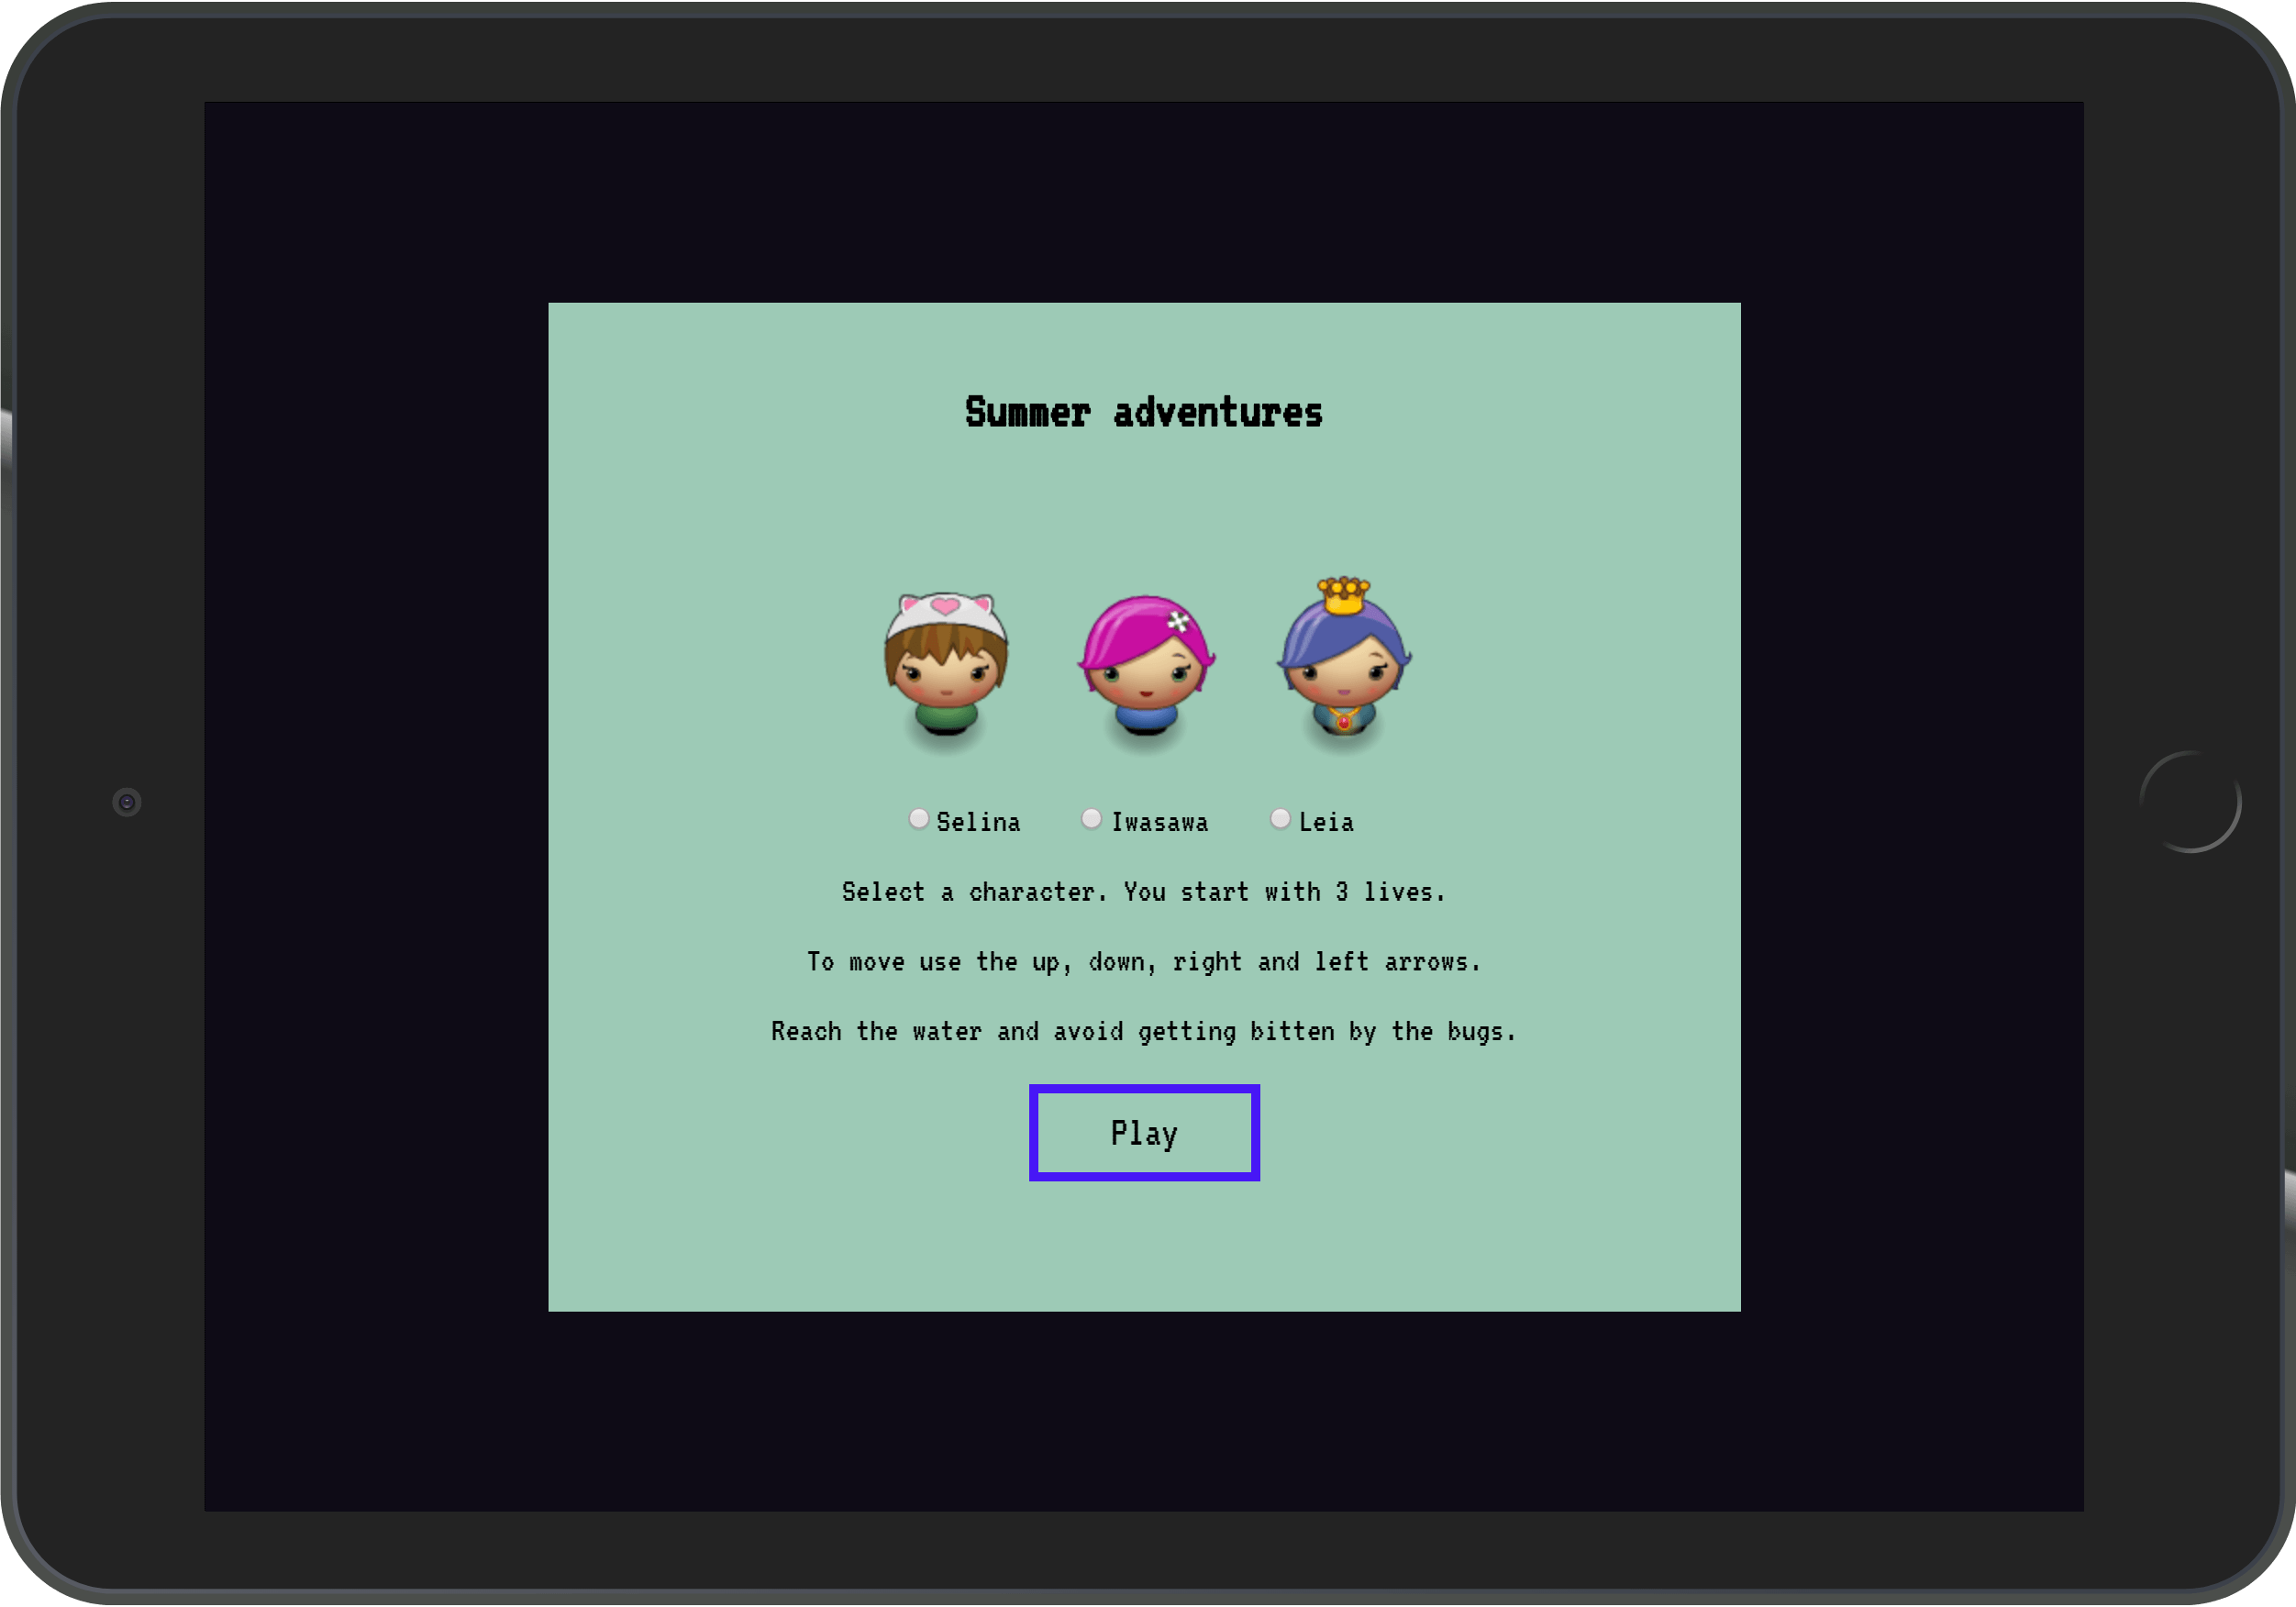 Summer adventures
Selina Iwasawa Leia
Select a character. You start with 3 lives.
To move use the up, down, right and left arrows.
Reach the water and avoid getting bitten by the bugs.
Play